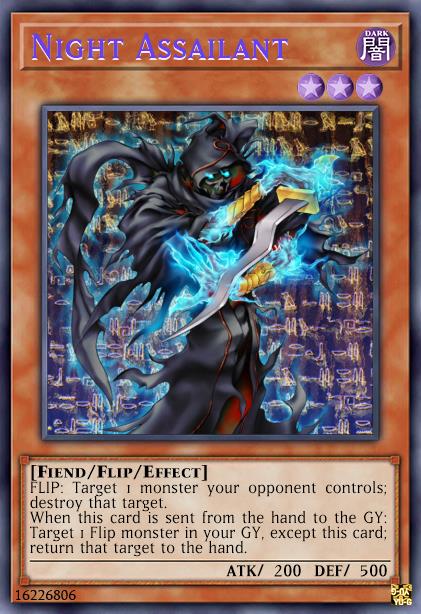 NIGHT ASSAILANT
DARK
闇
[FIEND/FLIP/EFFECT]
FLIP: Target 1 monster your opponent controls;
destroy that target.
When this card is sent from the hand to the GY:
Target 1 Flip monster in your GY, except this card;
return that target to the hand.
ATK/ 200 DEF/ 500
16226806